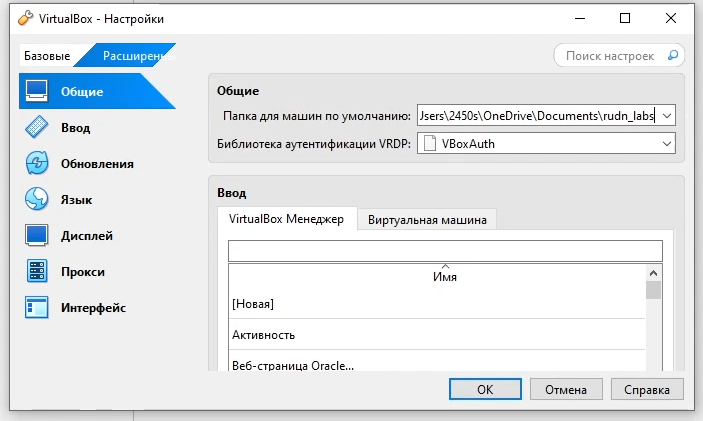 VirtualBox - Настройки
Базовые
Расширенны
Поиск настроек
Общие
Ввод
Обновления
Язык
Дисплей
Прокси
Интерфейс
Общие
Папка для машин по умолчанию: Jsers\2450s\OneDrive\Documents\rudn_labs
Библиотека аутентификации VRDP: VBoxAuth
Ввод
VirtualBox Менеджер
Виртуальная машина
Имя
[Новая]
Активность
Веб-страница Oracle...
OK
Отмена
Справка